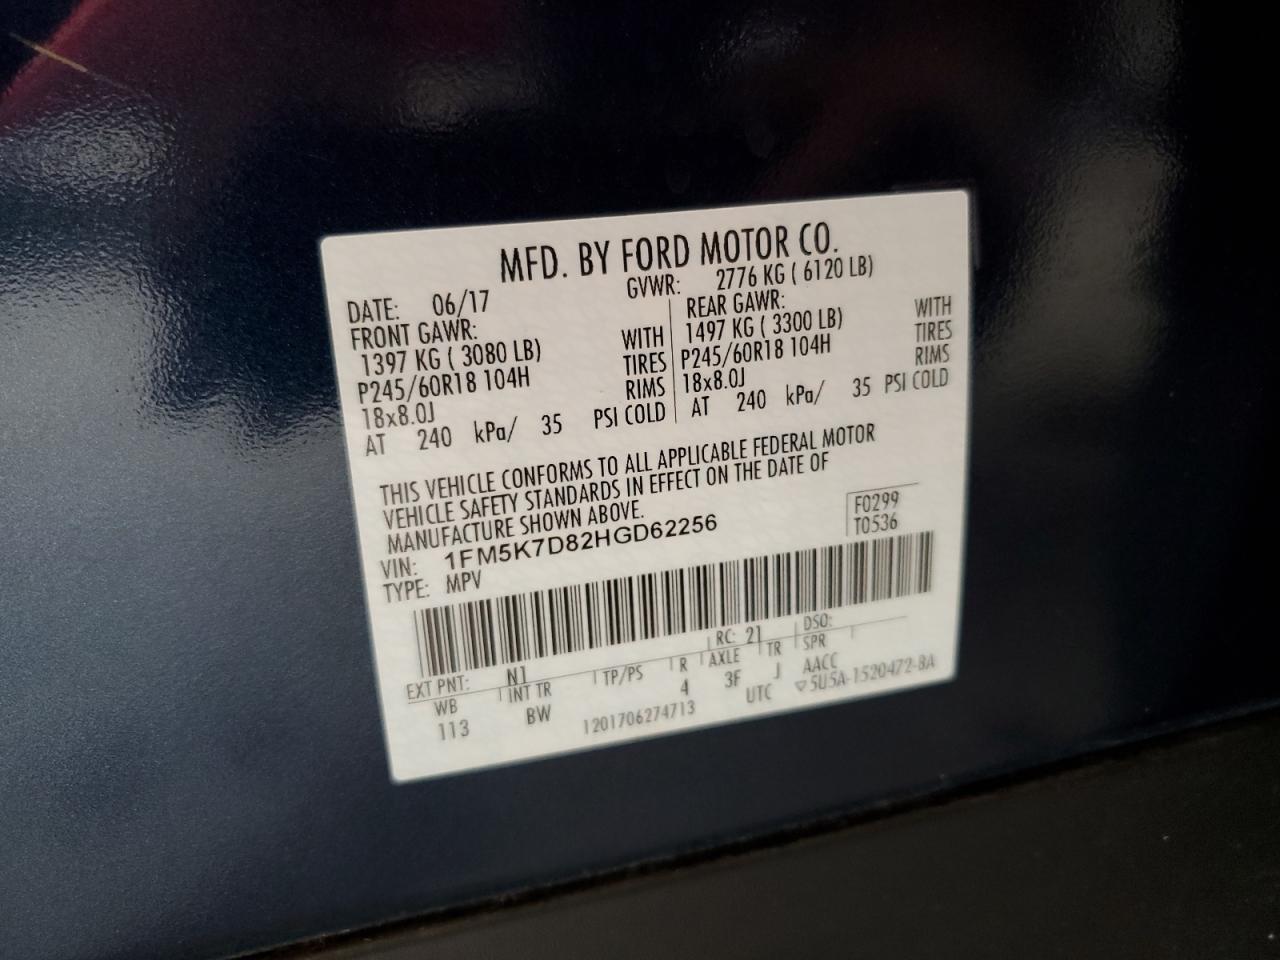 MFD. BY FORD MOTOR CO.
DATE: 06/17 GVWR: 2776 KG ( 6120 LB)
FRONT GAWR: WITH REAR GAWR: WITH
1397 KG ( 3080 LB) TIRES 1497 KG ( 3300 LB) TIRES
P245/60R18 104H RIMS P245/60R18 104H RIMS
18x8.0J 18x8.0J
AT 240 kPa/ 35 PSI COLD AT 240 kPa/ 35 PSI COLD
THIS VEHICLE CONFORMS TO ALL APPLICABLE FEDERAL MOTOR
VEHICLE SAFETY STANDARDS IN EFFECT ON THE DATE OF
MANUFACTURE SHOWN ABOVE.
F0299
VIN: 1FM5K7D82HGD62256 T0536
TYPE: MPV
EXT PNT: N1 RC: 21 DSO:
WB INT TR TP/PS R AXLE TR SPR
113 BW 4 3F J AACC
1201706274713 UTC ▽5U5A-1520472-BA